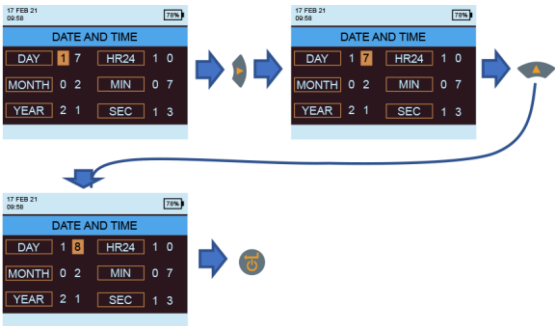 17 FEB 21
09:58
78%
DATE AND TIME
DAY 1 7 HR24 1 0
MONTH 0 2 MIN 0 7
YEAR 2 1 SEC 1 3
17 FEB 21
09:58
78%
DATE AND TIME
DAY 1 7 HR24 1 0
MONTH 0 2 MIN 0 7
YEAR 2 1 SEC 1 3
17 FEB 21
09:58
78%
DATE AND TIME
DAY 1 8 HR24 1 0
MONTH 0 2 MIN 0 7
YEAR 2 1 SEC 1 3